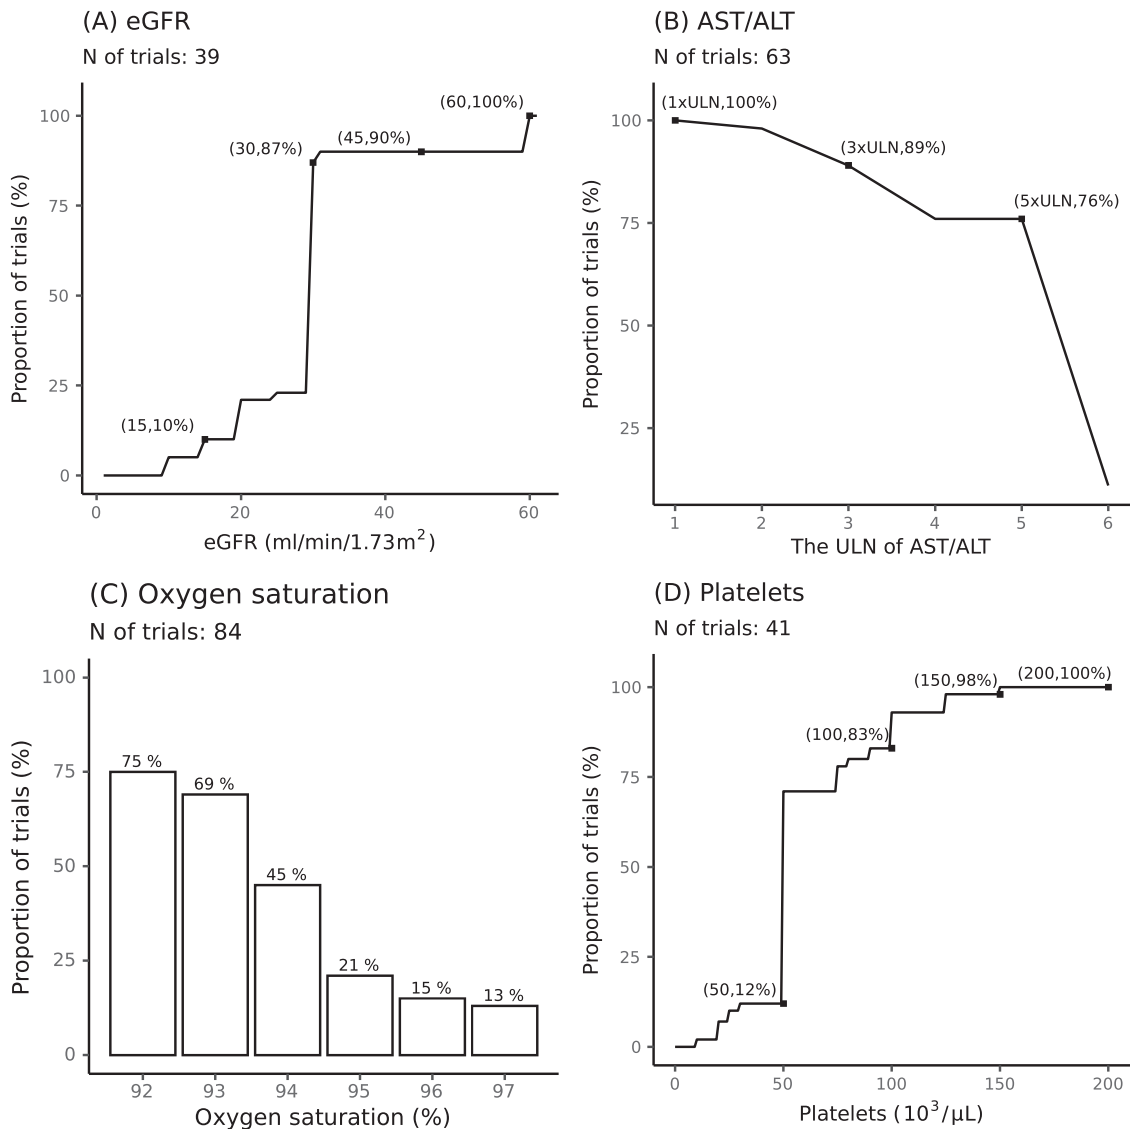 (A) eGFR
N of trials: 39
Proportion of trials (%)
100
75
50
25
0
(60,100%)
(30,87%)
(45,90%)
(15,10%)
0
20
40
60
eGFR (ml/min/1.73m²)
(B) AST/ALT
N of trials: 63
Proportion of trials (%)
100
75
50
25
(1xULN,100%)
(3xULN,89%)
(5xULN,76%)
1
2
3
4
5
6
The ULN of AST/ALT
(C) Oxygen saturation
N of trials: 84
Proportion of trials (%)
100
75
50
25
0
75 %
69 %
45 %
21 %
15 %
13 %
92
93
94
95
96
97
Oxygen saturation (%)
(D) Platelets
N of trials: 41
Proportion of trials (%)
100
75
50
25
0
(200,100%)
(150,98%)
(100,83%)
(50,12%)
0
50
100
150
200
Platelets (10³/µL)